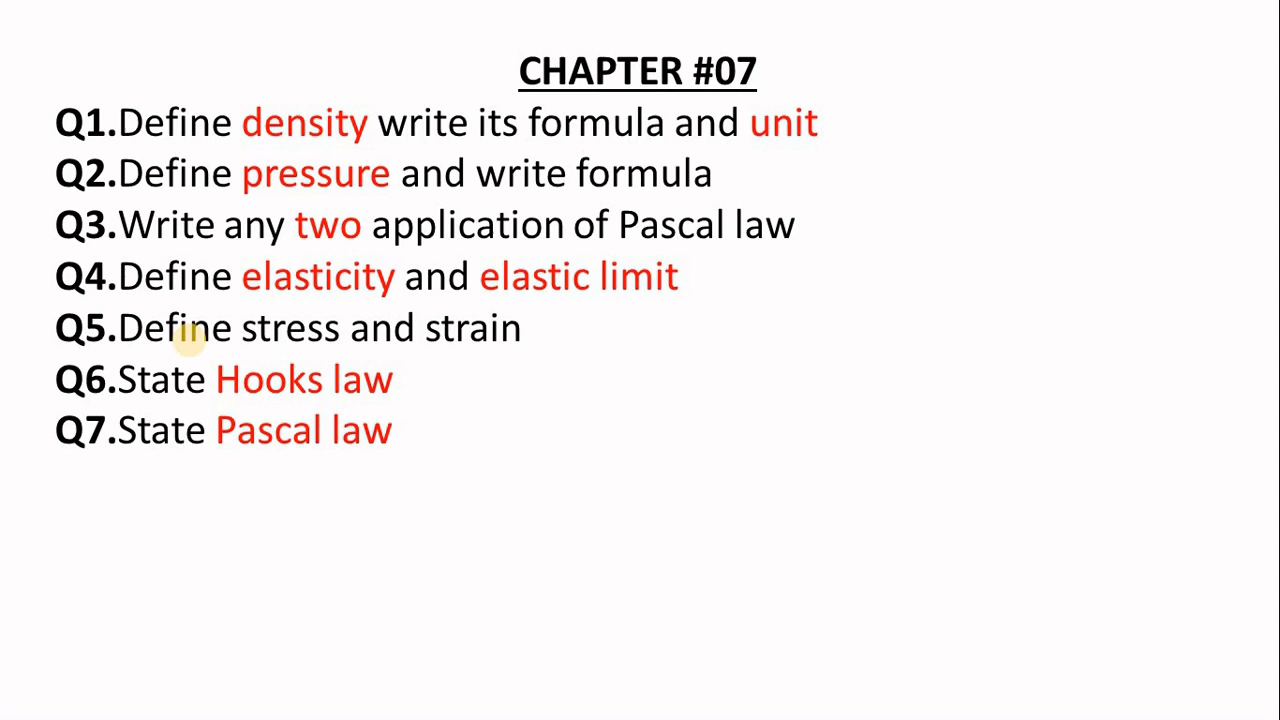 CHAPTER #07
Q1.Define density write its formula and unit
Q2.Define pressure and write formula
Q3.Write any two application of Pascal law
Q4.Define elasticity and elastic limit
Q5.Define stress and strain
Q6.State Hooks law
Q7.State Pascal law